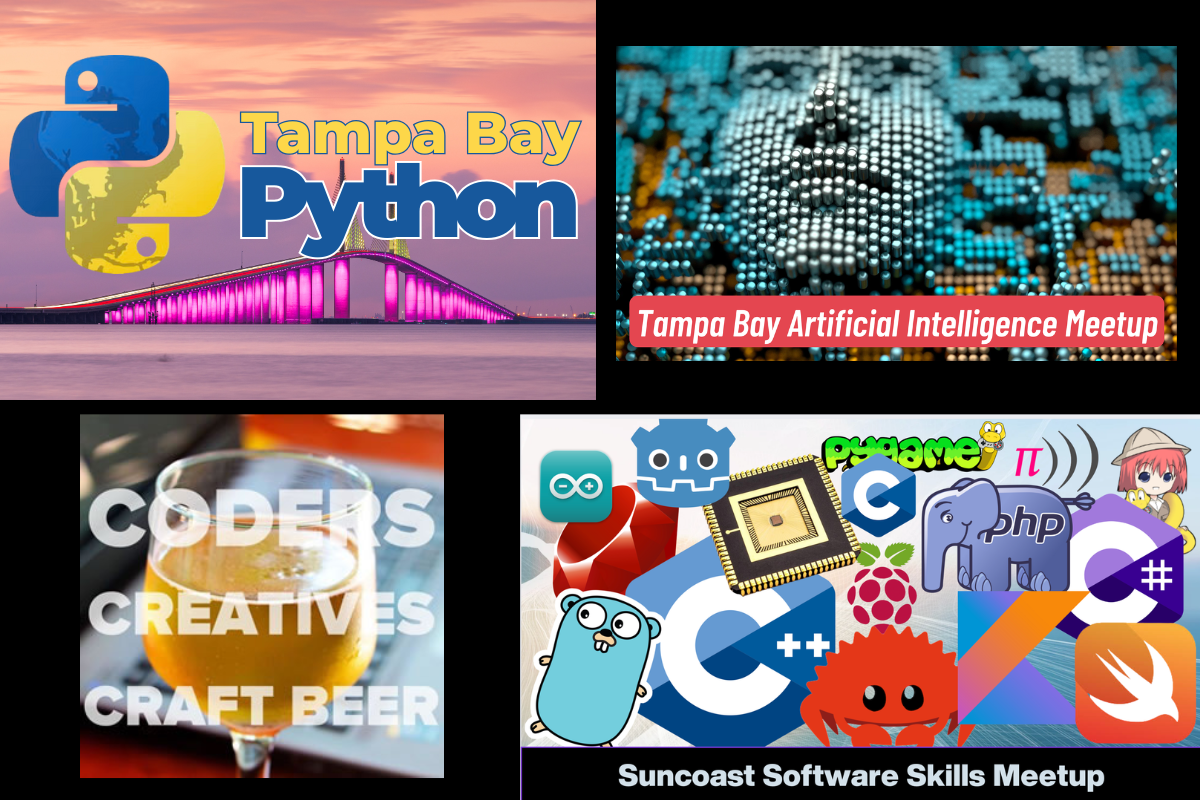 Tampa Bay
Python
Tampa Bay Artificial Intelligence Meetup
CODERS
CREATIVES
CRAFT BEER
pygame
π)))
C
php
C#
C++
Suncoast Software Skills Meetup